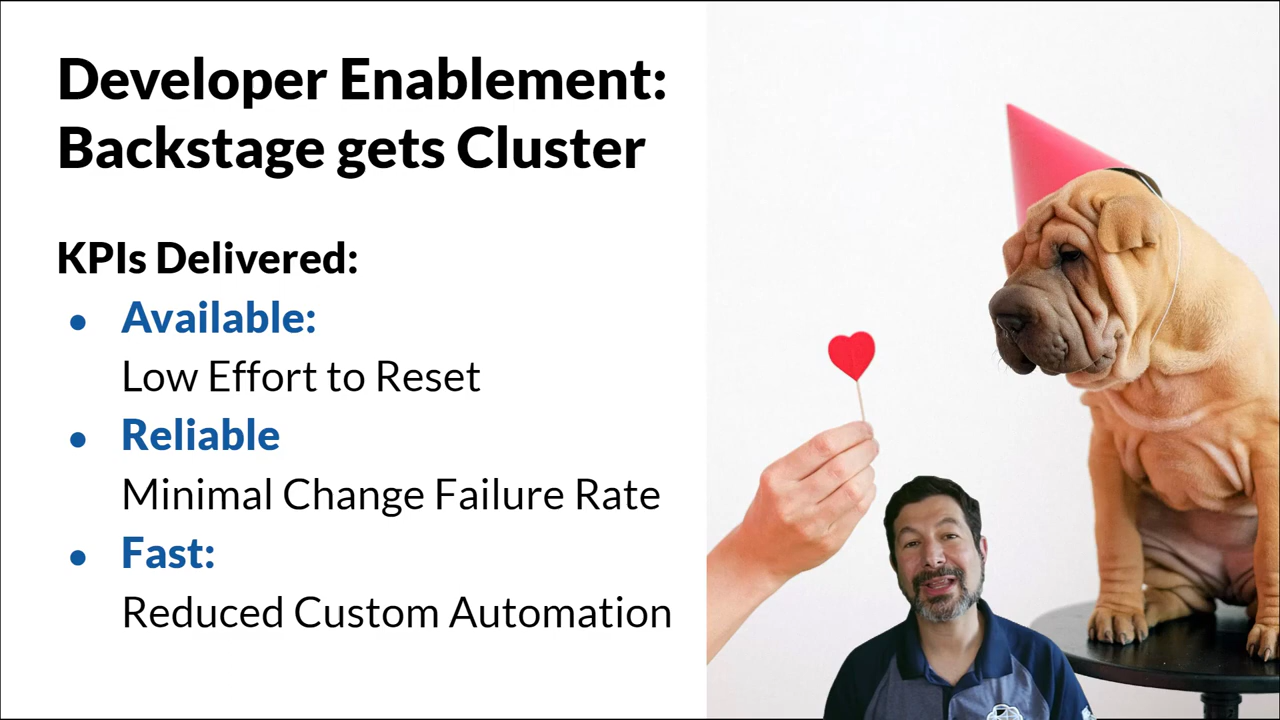 Developer Enablement:
Backstage gets Cluster
KPIs Delivered:
● Available:
Low Effort to Reset
● Reliable
Minimal Change Failure Rate
● Fast:
Reduced Custom Automation